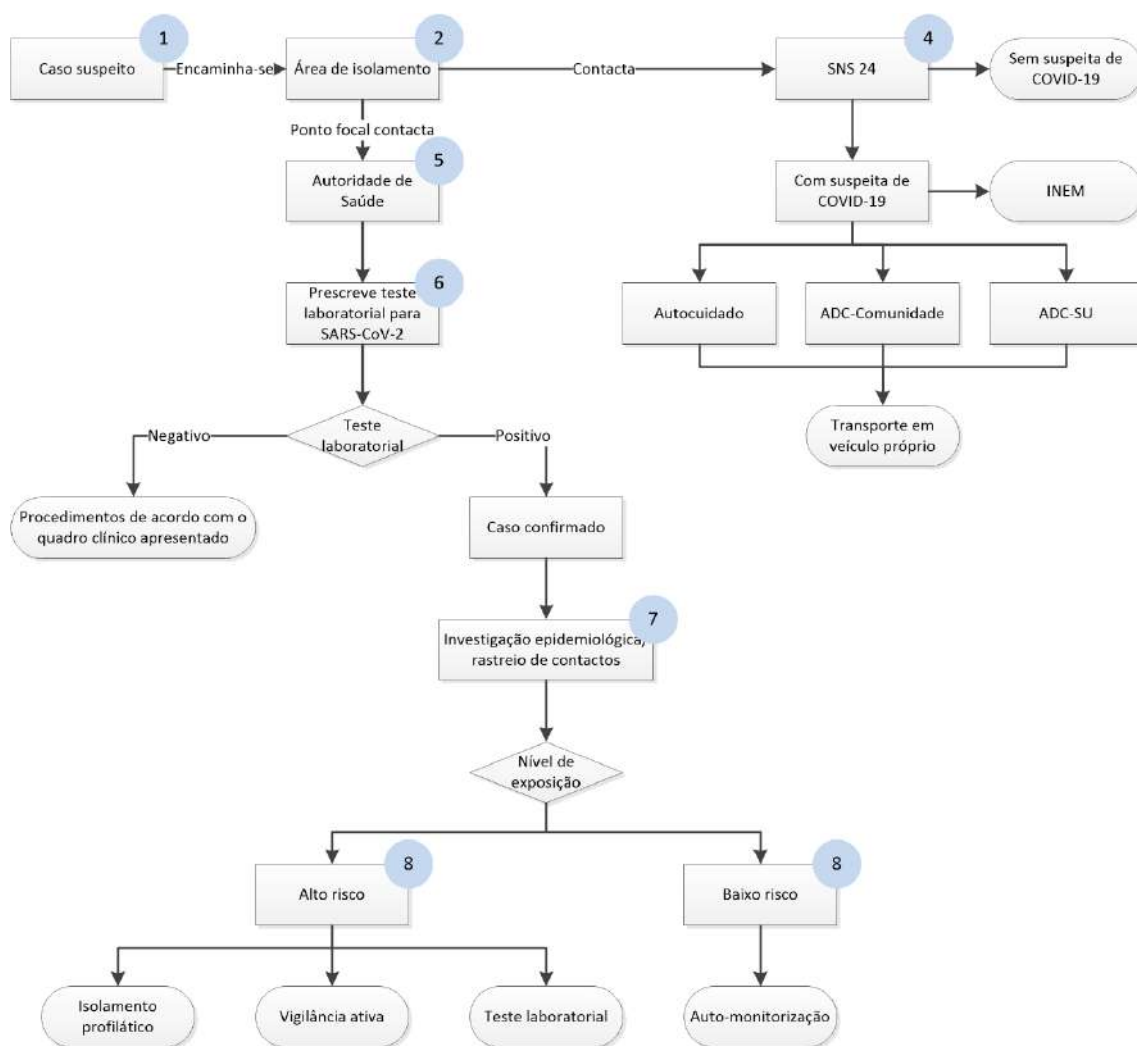 1
2
4
Caso suspeito
Encaminha-se
Área de isolamento
Contacta
SNS 24
Sem suspeita de
COVID-19
Ponto focal contacta
5
Autoridade de
Saúde
Com suspeita de
COVID-19
INEM
6
Prescreve teste
laboratorial para
SARS-CoV-2
Autocuidado
ADC-Comunidade
ADC-SU
Negativo
Teste
laboratorial
Positivo
Transporte em
veículo próprio
Procedimentos de acordo com o
quadro clínico apresentado
Caso confirmado
7
Investigação epidemiológica/
rastreio de contactos
Nível de
exposição
8
8
Alto risco
Baixo risco
Isolamento
profilático
Vigilância ativa
Teste laboratorial
Auto-monitorização